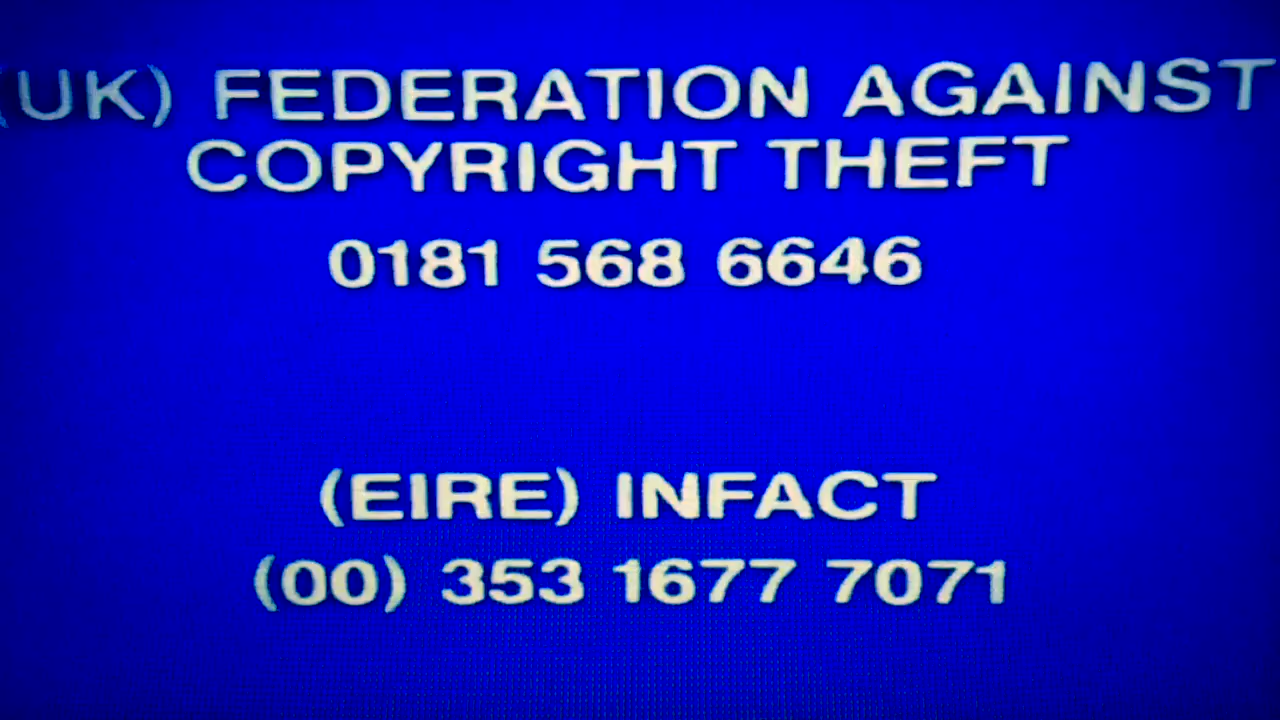 (UK) FEDERATION AGAINST
COPYRIGHT THEFT
0181 568 6646
(EIRE) INFACT
(00) 353 1677 7071